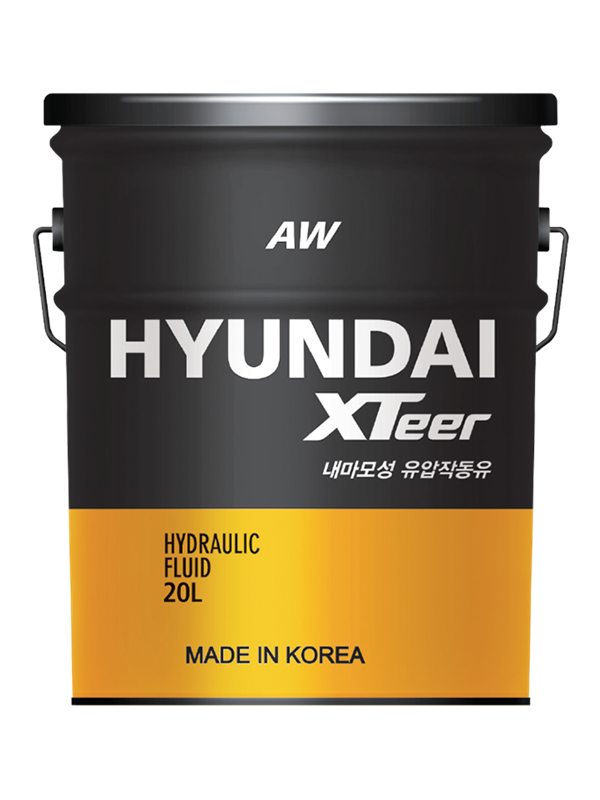 AW
HYUNDAI
XTeer
내마모성 유압작동유
HYDRAULIC
FLUID
20L
MADE IN KOREA